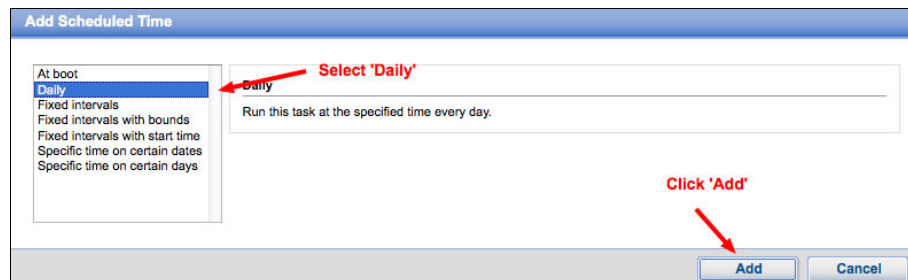 Add Scheduled Time
Select 'Daily'
At boot
Daily
Fixed intervals
Fixed intervals with bounds
Fixed intervals with start time
Specific time on certain dates
Specific time on certain days
Daily
Run this task at the specified time every day.
Click 'Add'
Add
Cancel